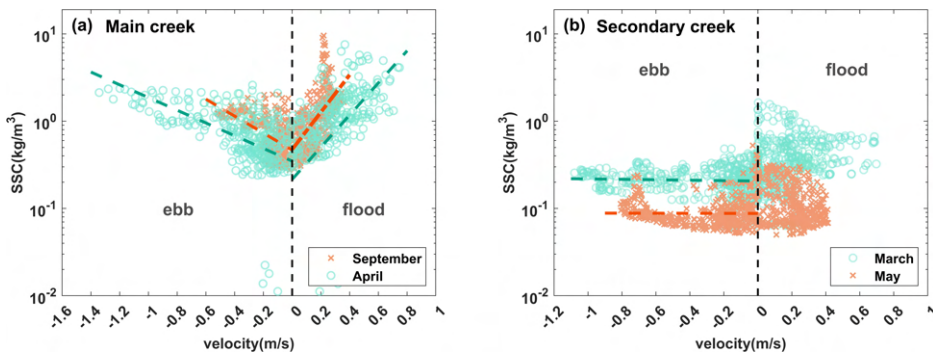 (a) Main creek
ebb
flood
September
April
SSC(kg/m³)
10¹
10⁰
10⁻¹
10⁻²
-1.6 -1.4 -1.2 -1 -0.8 -0.6 -0.4 -0.2 0 0.2 0.4 0.6 0.8 1
velocity(m/s)
(b) Secondary creek
ebb
flood
March
May
SSC(kg/m³)
10¹
10⁰
10⁻¹
10⁻²
-1.2 -1 -0.8 -0.6 -0.4 -0.2 0 0.2 0.4 0.6 0.8 1
velocity(m/s)